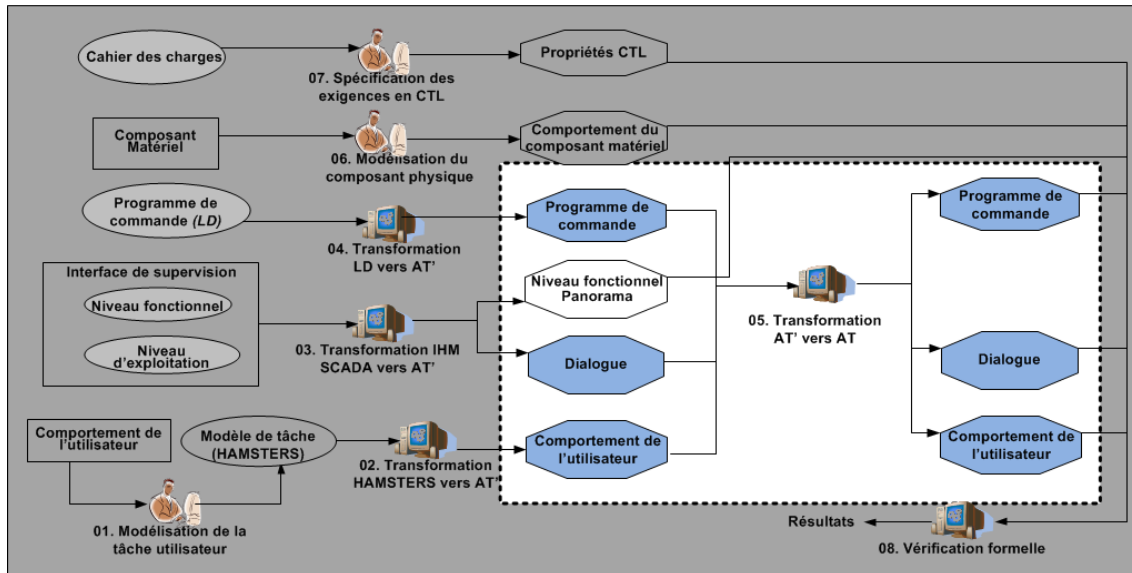 Cahier des charges
07. Spécification des
exigences en CTL
Propriétés CTL
Composant
Matériel
06. Modélisation du
composant physique
Comportement du
composant matériel
Programme de
commande (LD)
04. Transformation
LD vers AT’
Programme de
commande
Programme de
commande
Interface de supervision
Niveau fonctionnel
Niveau
d’exploitation
03. Transformation IHM
SCADA vers AT’
Niveau fonctionnel
Panorama
Dialogue
05. Transformation
AT’ vers AT
Dialogue
Comportement de
l’utilisateur
Modèle de tâche
(HAMSTERS)
02. Transformation
HAMSTERS vers AT’
Comportement de
l’utilisateur
Comportement de
l’utilisateur
01. Modélisation de la
tâche utilisateur
Résultats
08. Vérification formelle